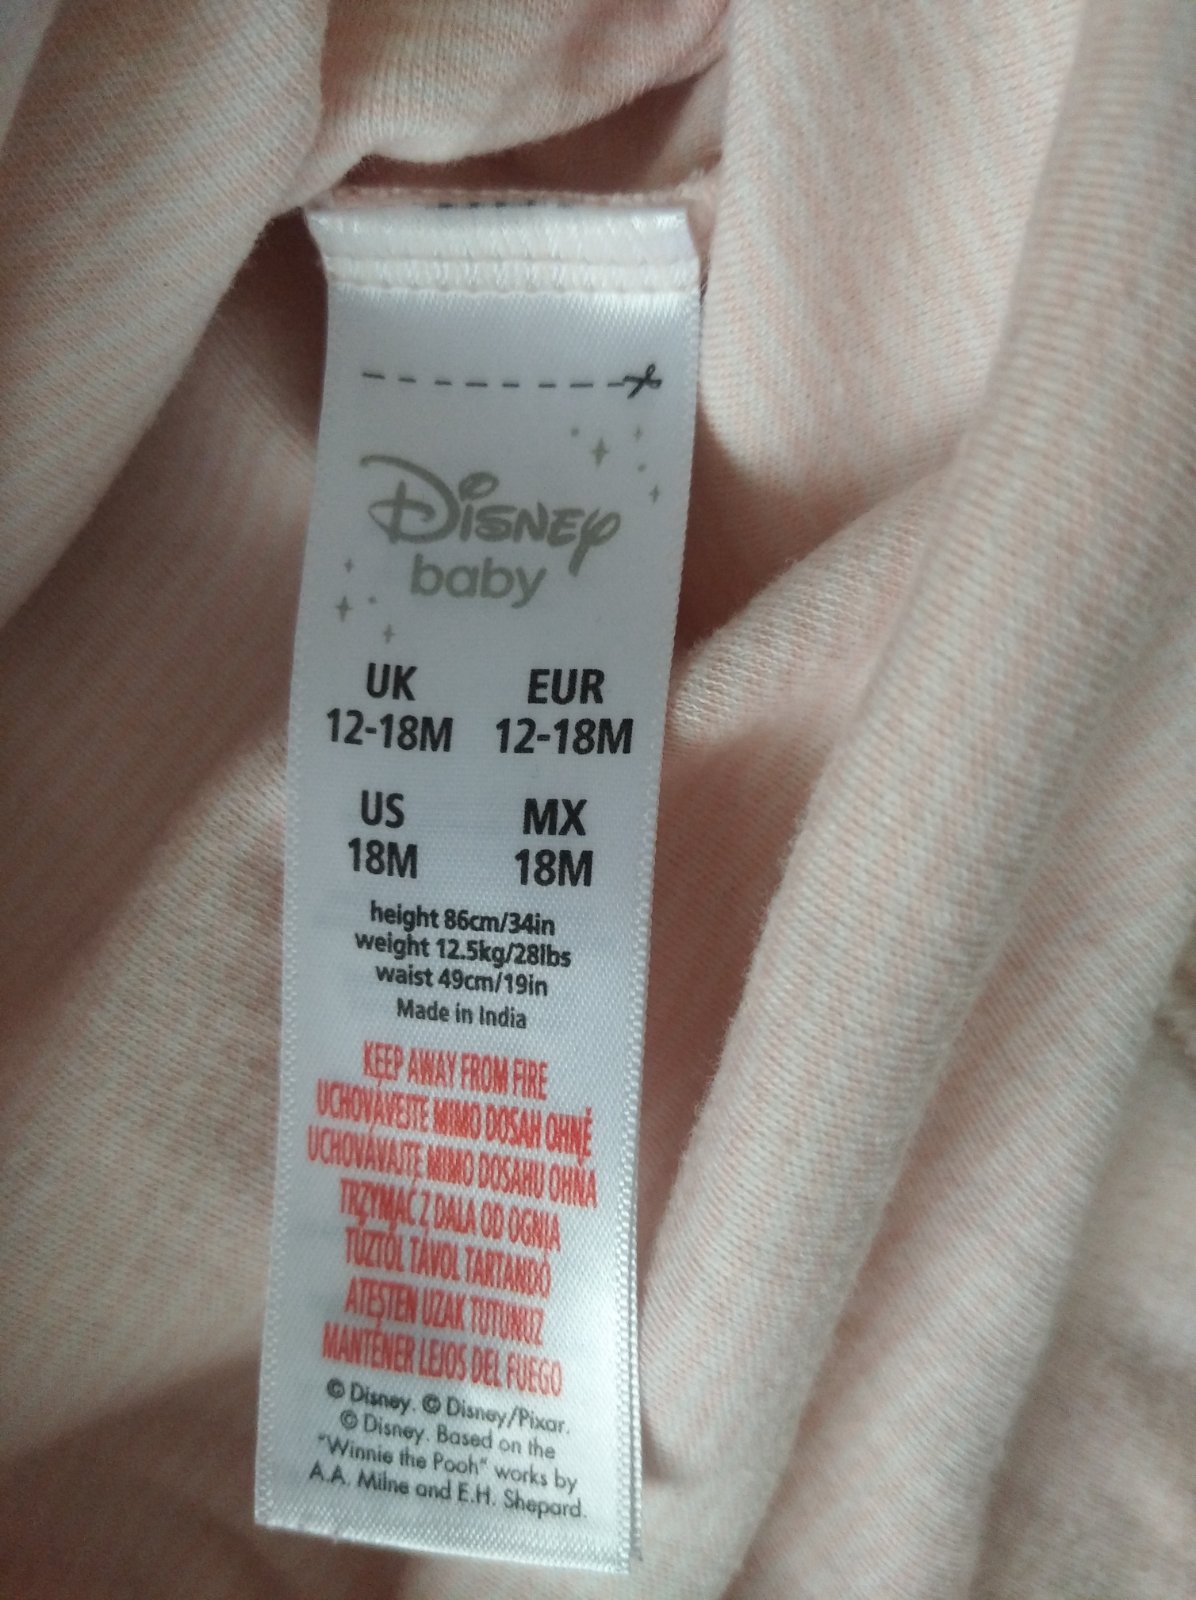 Disney
baby
UK EUR
12-18M 12-18M
US MX
18M 18M
height 86cm/34in
weight 12.5kg/28lbs
waist 49cm/19in
Made in India
KEEP AWAY FROM FIRE
UCHOVÁVEJTE MIMO DOSAH OHNĚ
UCHOVÁVAJTE MIMO DOSAHU OHŇA
TRZYMAĆ Z DALA OD OGNIA
TŰZTŐL TÁVOL TARTANDÓ
ATEŞTEN UZAK TUTUNUZ
MANTENER LEJOS DEL FUEGO
© Disney. © Disney/Pixar.
© Disney. Based on the
"Winnie the Pooh" works by
A.A. Milne and E.H. Shepard.